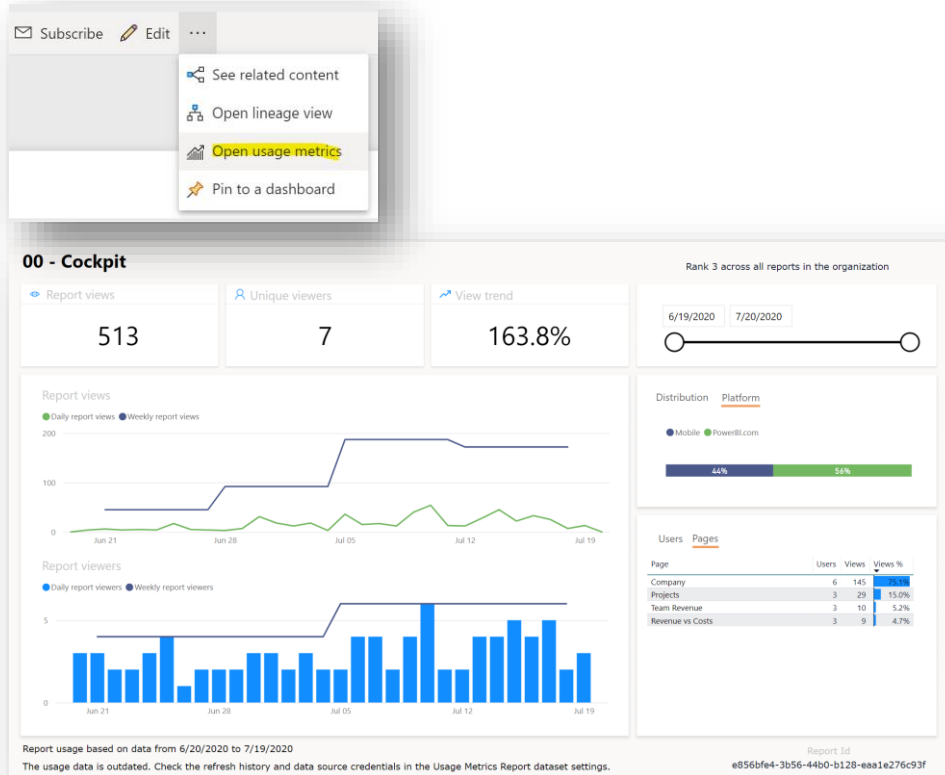 Subscribe Edit ...
See related content
Open lineage view
Open usage metrics
Pin to a dashboard
00 - Cockpit
Rank 3 across all reports in the organization
Report views
513
Unique viewers
7
View trend
163.8%
6/19/2020 7/20/2020
Report views
Daily report views Weekly report views
200
100
0
Jun 21 Jun 28 Jul 05 Jul 12 Jul 19
Report viewers
Daily report viewers Weekly report viewers
5
0
Jun 21 Jun 28 Jul 05 Jul 12 Jul 19
Distribution Platform
Mobile PowerBI.com
44% 56%
Users Pages
Page Users Views Views %
Company 6 145 75.1%
Projects 3 29 15.0%
Team Revenue 3 10 5.2%
Revenue vs Costs 3 9 4.7%
Report usage based on data from 6/20/2020 to 7/19/2020
The usage data is outdated. Check the refresh history and data source credentials in the Usage Metrics Report dataset settings.
Report Id
e856bfe4-3b56-44b0-b128-eaa1e276c93f